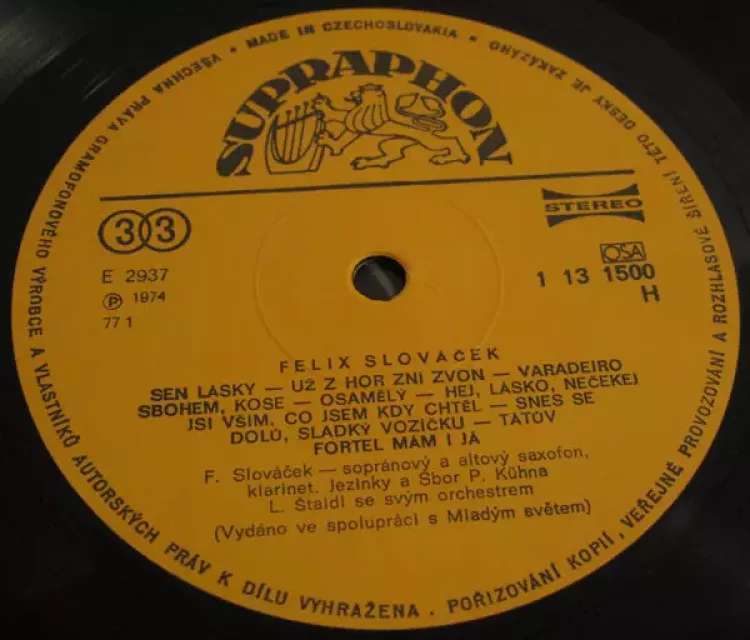 VŠECHNA PRÁVA GRAMOFONOVÉHO VÝROBCE A VLASTNÍKŮ AUTORSKÝCH PRÁV K DÍLU VYHRAŽENA . POŘIZOVÁNÍ KOPIÍ, VEŘEJNÉ PROVOZOVÁNÍ A ROZHLASOVÉ ŠÍŘENÍ TÉTO DESKY JE ZAKÁZÁNO
• MADE IN CZECHOSLOVAKIA •
SUPRAPHON
33
STEREO
E 2937
OSA
℗ 1974
1 13 1500
77 1
H
FELIX SLOVÁČEK
SEN LÁSKY — UŽ Z HOR ZNÍ ZVON — VARADEIRO
SBOHEM, KOSE — OSAMĚLÝ — HEJ, LÁSKO, NEČEKEJ
JSI VŠÍM, CO JSEM KDY CHTĚL — SNES SE
DOLŮ, SLADKÝ VOZÍČKU — TÁTŮV
FORTEL MÁM I JÁ
F. Slováček — sopránový a altový saxofon,
klarinet. Jezinky a Sbor P. Kühna
L. Štaidl se svým orchestrem
(Vydáno ve spolupráci s Mladým světem)